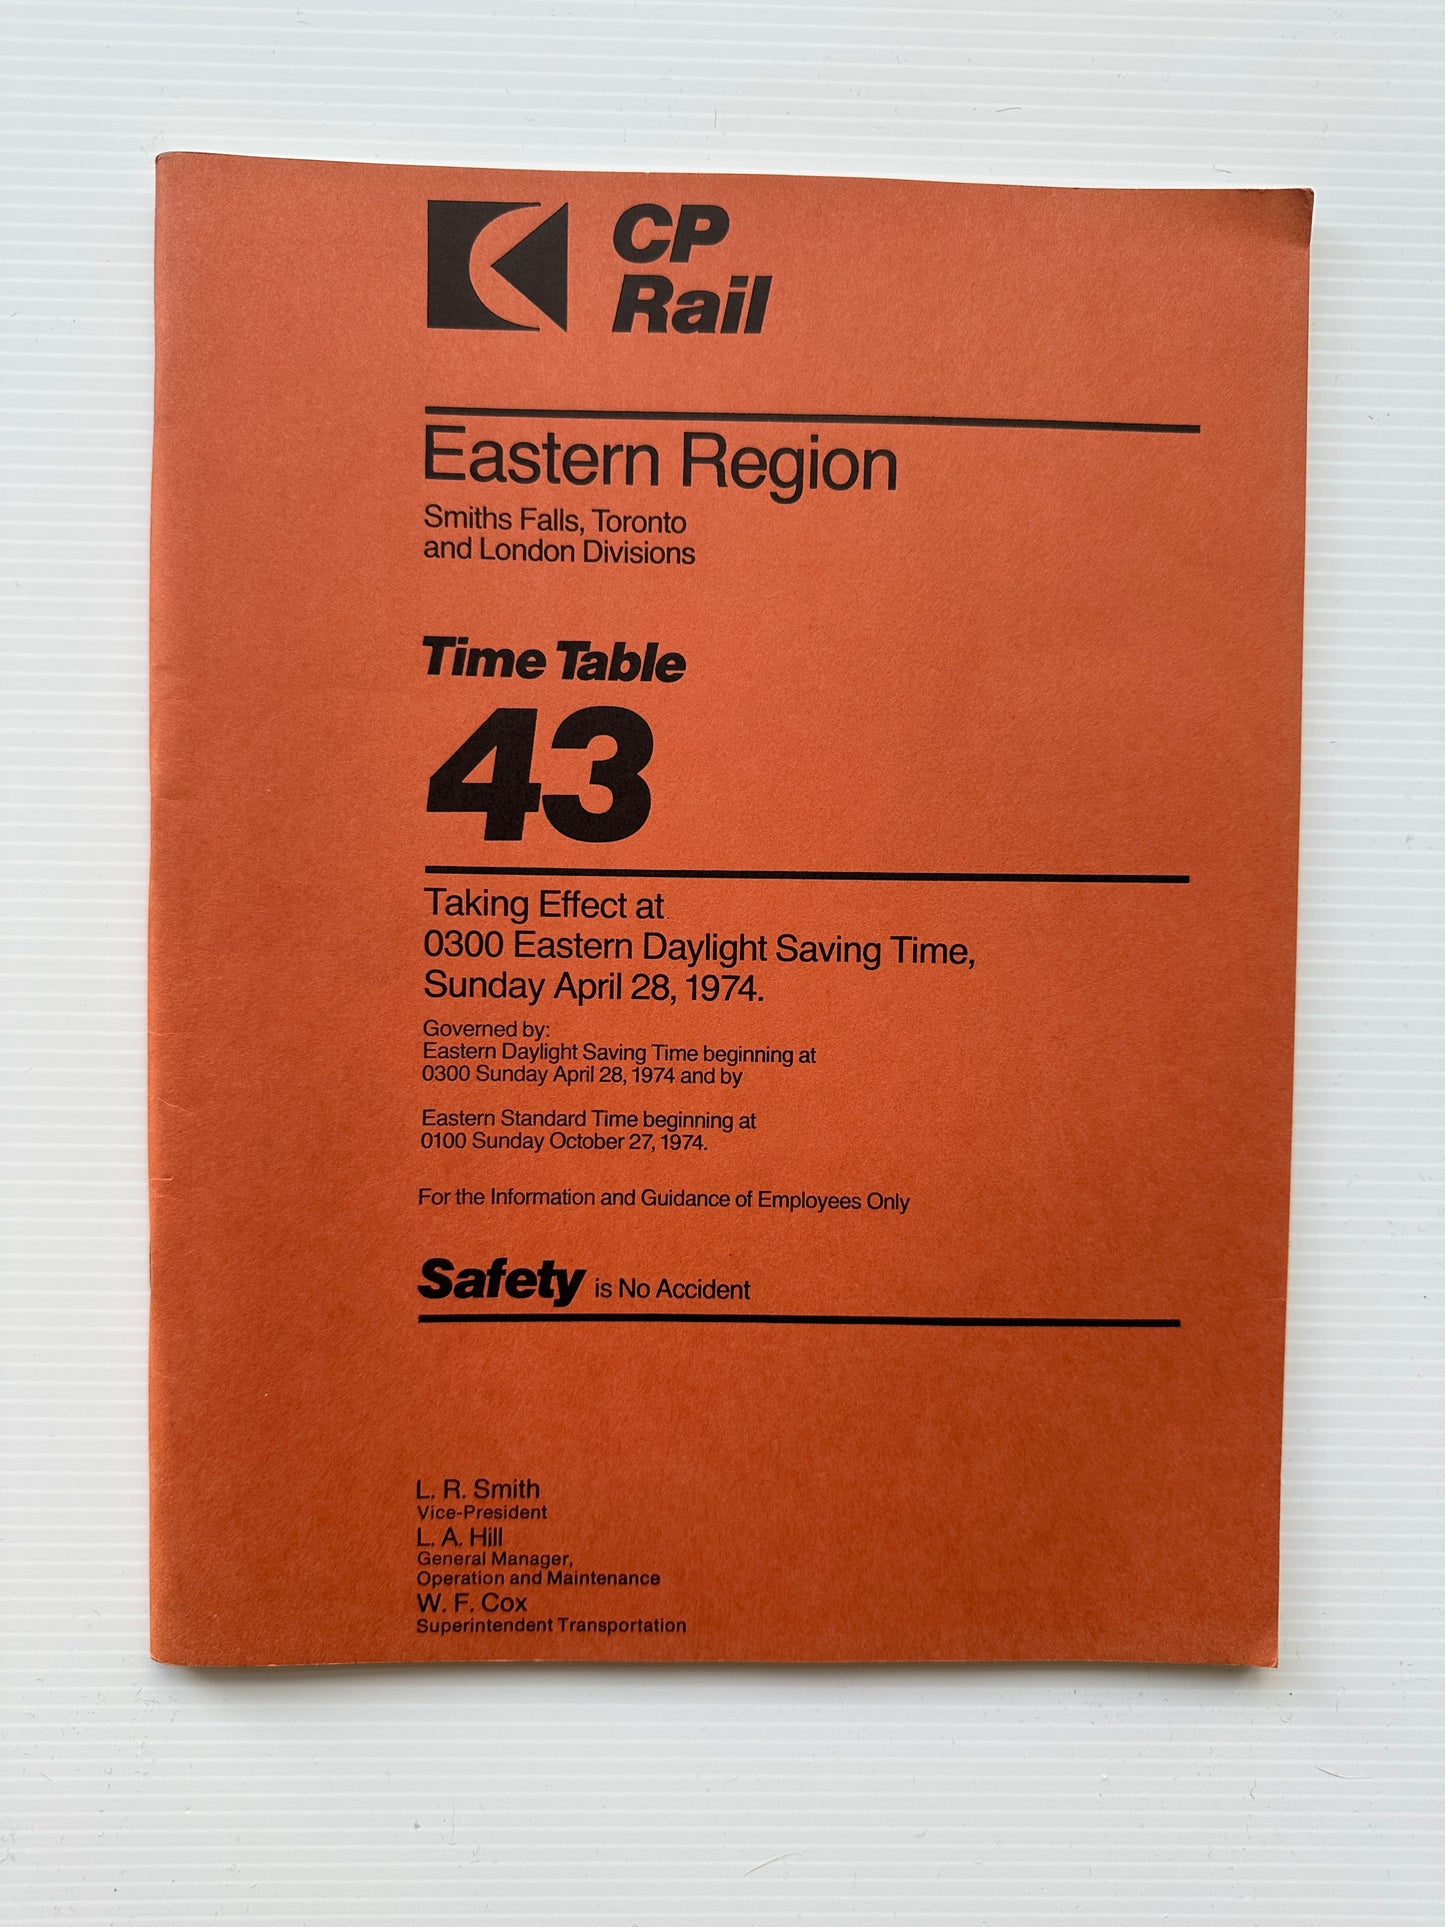 CP
Rail
Eastern Region
Smiths Falls, Toronto
and London Divisions
Time Table
43
Taking Effect at
0300 Eastern Daylight Saving Time,
Sunday April 28, 1974.
Governed by:
Eastern Daylight Saving Time beginning at
0300 Sunday April 28, 1974 and by
Eastern Standard Time beginning at
0100 Sunday October 27, 1974.
For the Information and Guidance of Employees Only
Safety is No Accident
L. R. Smith
Vice-President
L. A. Hill
General Manager,
Operation and Maintenance
W. F. Cox
Superintendent Transportation